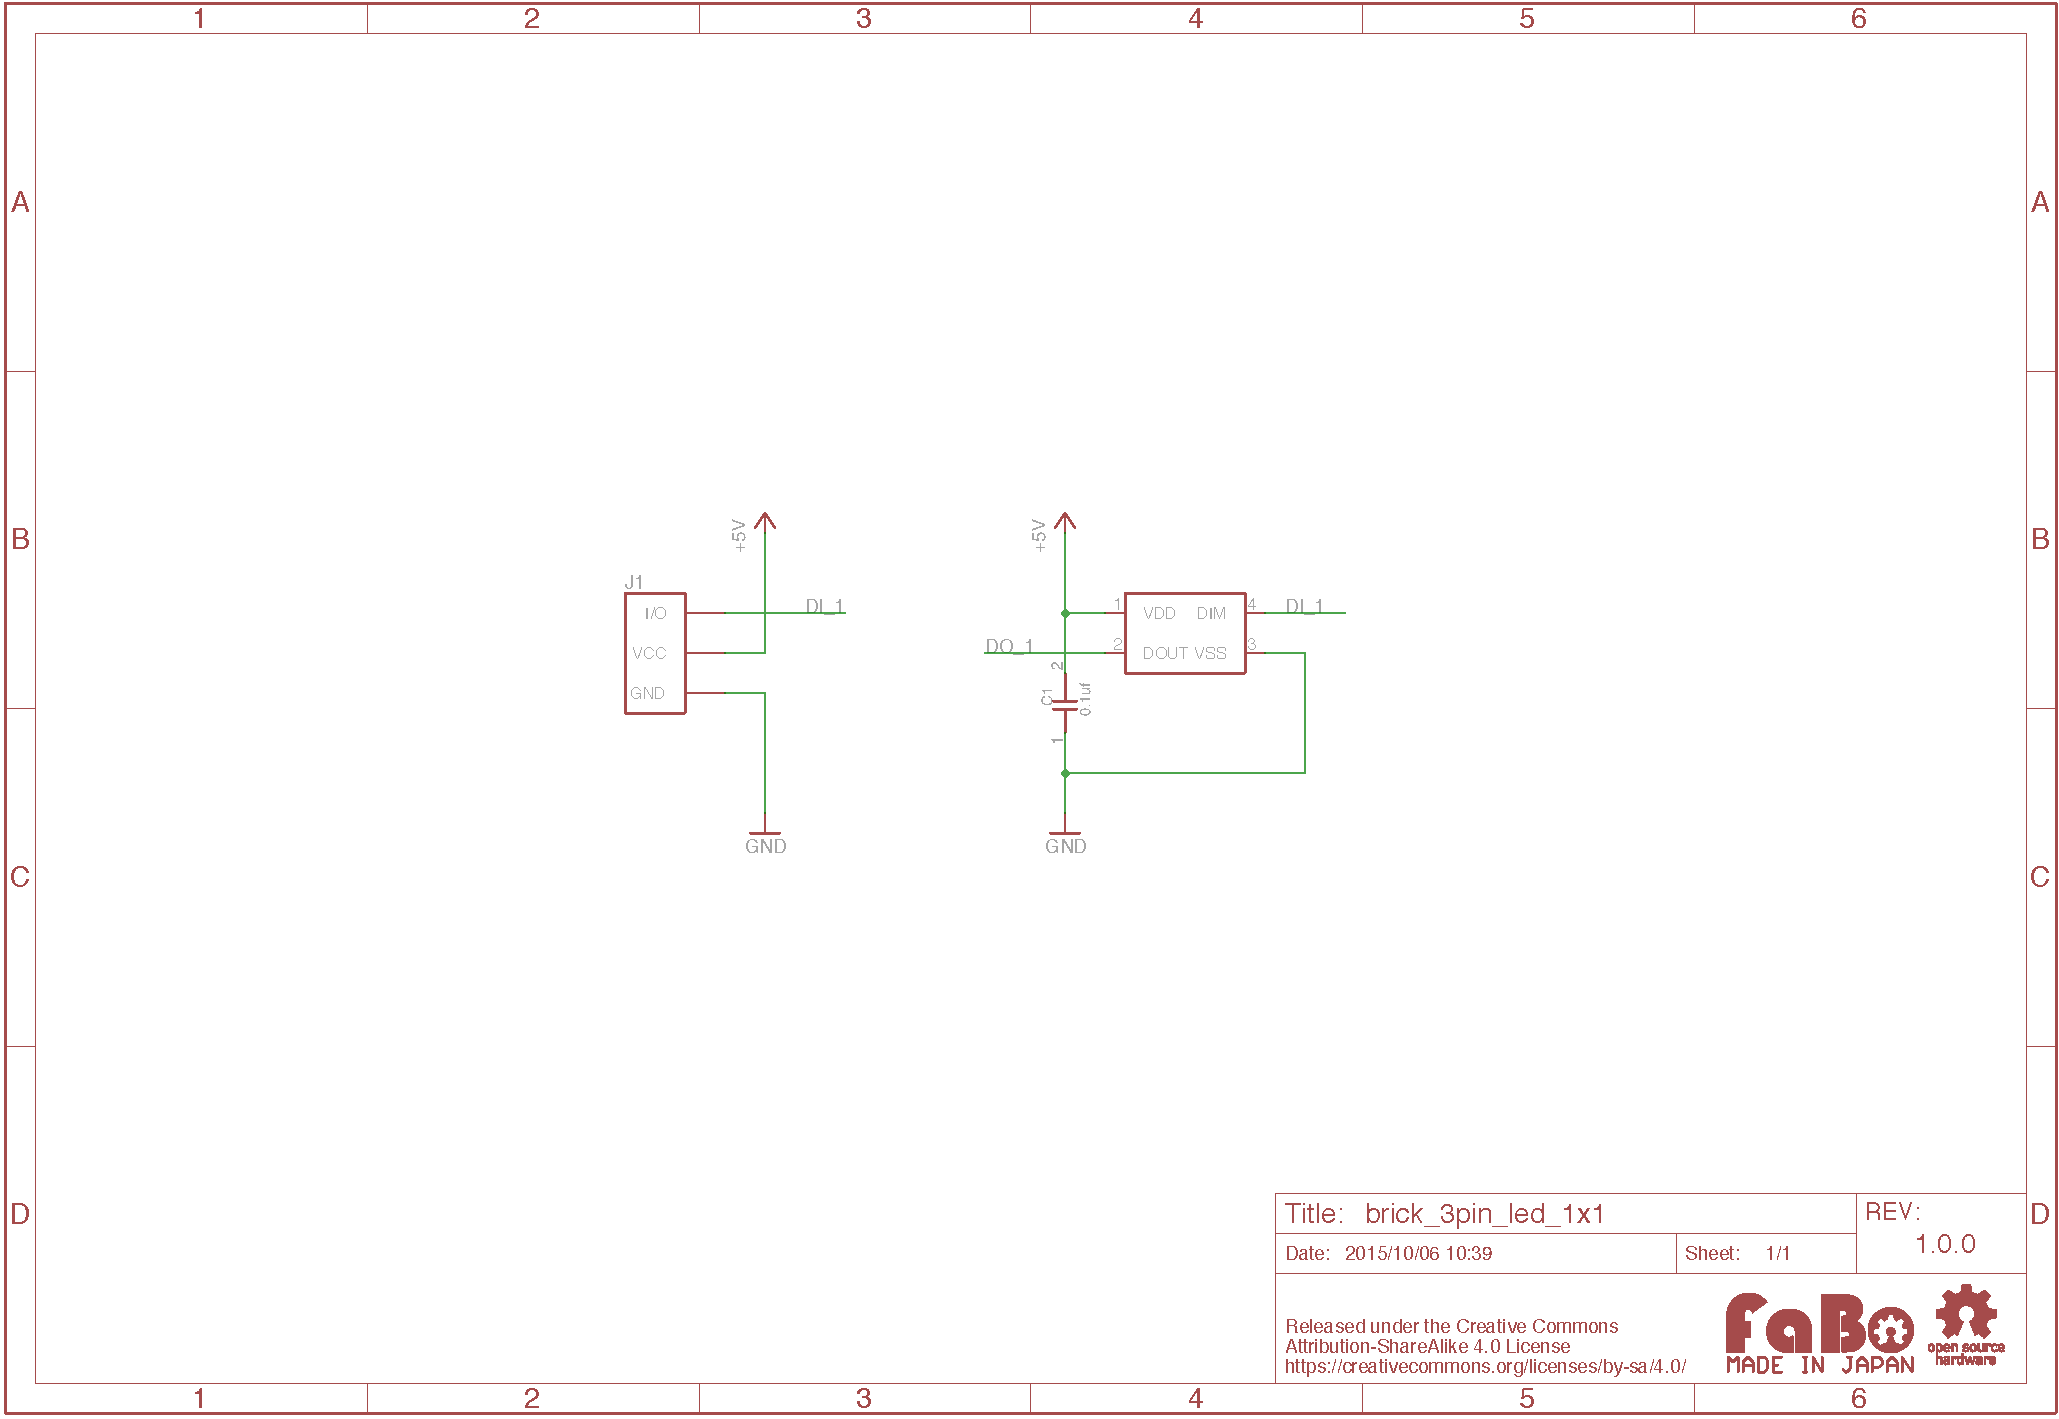 1 2 3 4 5 6
A A
B B
+5V +5V
J1
I/O DI_1
VCC
GND
GND
1 VDD DIM 4 DI_1
DO_1 2 DOUT VSS 3
2
C1 0.1uf
1
GND
C C
D D
Title: brick_3pin_led_1x1
REV:
1.0.0
Date: 2015/10/06 10:39
Sheet: 1/1
Released under the Creative Commons
Attribution-ShareAlike 4.0 License
https://creativecommons.org/licenses/by-sa/4.0/
FaBo
MADE IN JAPAN
open source
hardware
1 2 3 4 5 6